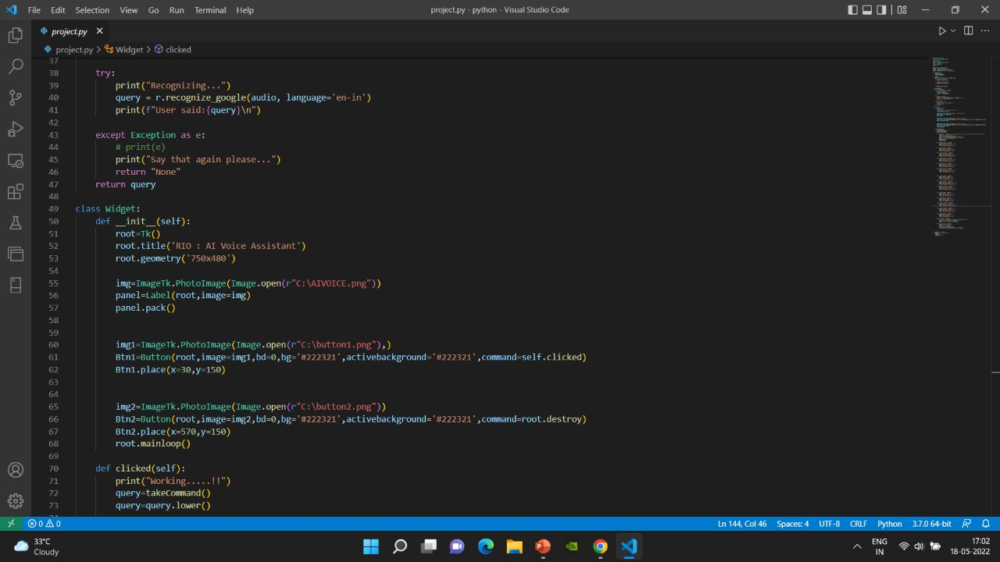 File Edit Selection View Go Run Terminal Help
project.py - python - Visual Studio Code
project.py
project.py > Widget > clicked
37
38 try:
39 print("Recognizing...")
40 query = r.recognize_google(audio, language='en-in')
41 print(f"User said:{query}\n")
42
43 except Exception as e:
44 # print(e)
45 print("Say that again please...")
46 return "None"
47 return query
48
49 class Widget:
50 def __init__(self):
51 root=Tk()
52 root.title('RIO : AI Voice Assistant')
53 root.geometry('750x480')
54
55 img=ImageTk.PhotoImage(Image.open(r"C:\AIVOICE.png"))
56 panel=Label(root,image=img)
57 panel.pack()
58
59
60 img1=ImageTk.PhotoImage(Image.open(r"C:\button1.png"),)
61 Btn1=Button(root,image=img1,bd=0,bg='#222321',activebackground='#222321',command=self.clicked)
62 Btn1.place(x=30,y=150)
63
64
65 img2=ImageTk.PhotoImage(Image.open(r"C:\button2.png"))
66 Btn2=Button(root,image=img2,bd=0,bg='#222321',activebackground='#222321',command=root.destroy)
67 Btn2.place(x=570,y=150)
68 root.mainloop()
69
70 def clicked(self):
71 print("Working.....!!")
72 query=takeCommand()
73 query=query.lower()
0 0
Ln 144, Col 46 Spaces: 4 UTF-8 CRLF Python 3.7.0 64-bit
33°C
Cloudy
ENG
IN
17:02
18-05-2022